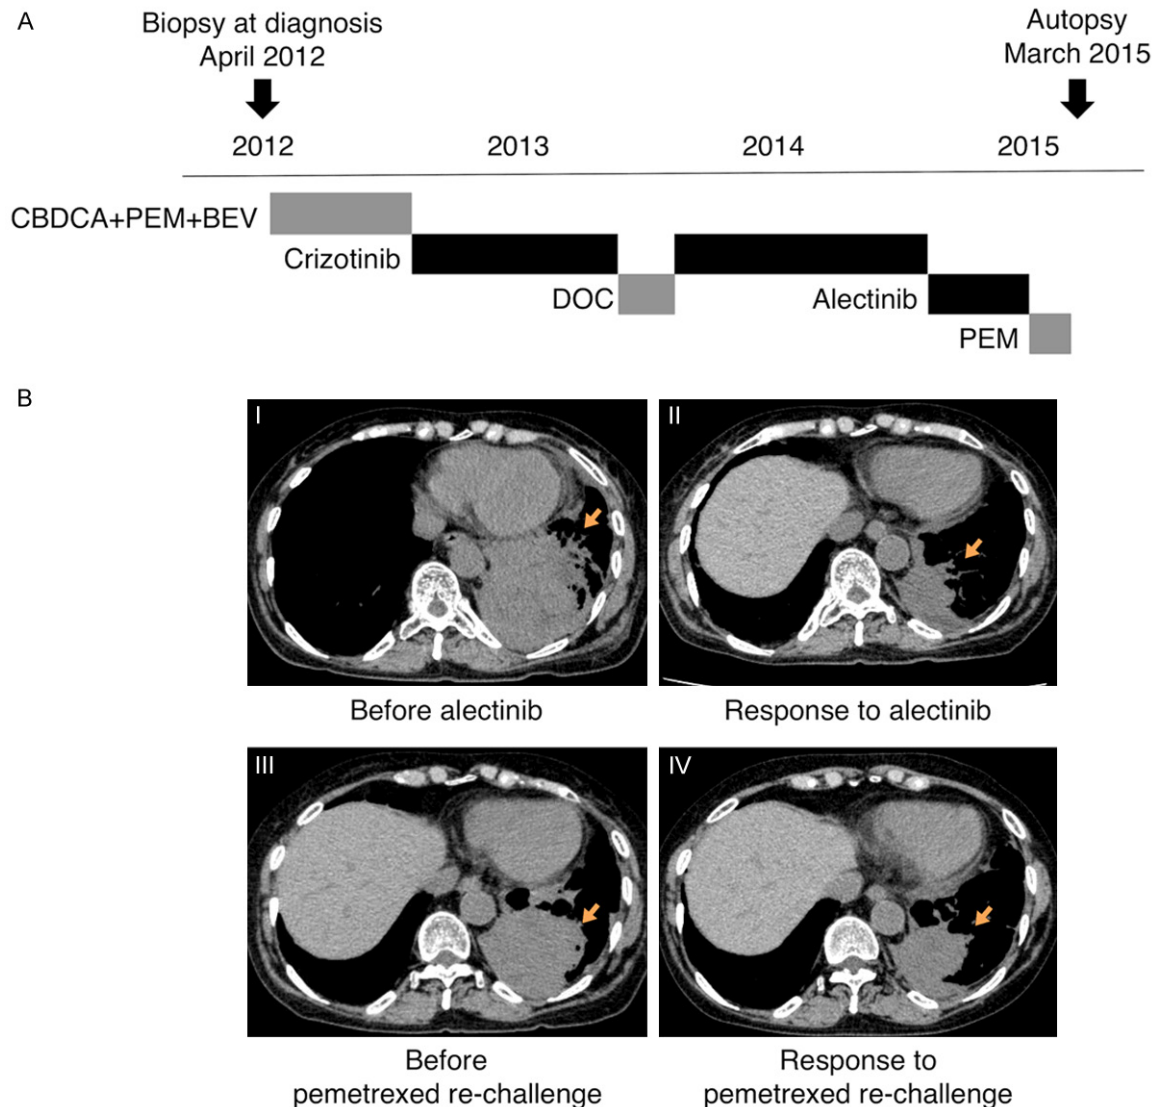 A
Biopsy at diagnosis
April 2012
Autopsy
March 2015
2012
2013
2014
2015
CBDCA+PEM+BEV
Crizotinib
DOC
Alectinib
PEM
B
I
II
Before alectinib
Response to alectinib
III
IV
Before
pemetrexed re-challenge
Response to
pemetrexed re-challenge